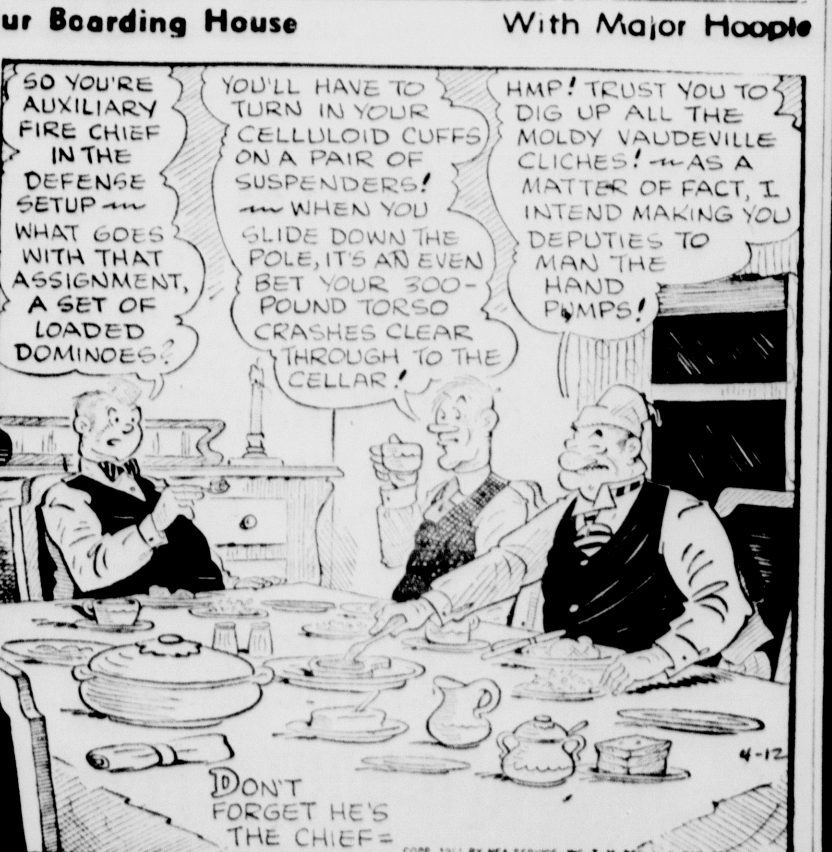 ur Boarding House
With Major Hoople
SO YOU'RE
AUXILIARY
FIRE CHIEF
IN THE
DEFENSE
SETUP ~
WHAT GOES
WITH THAT
ASSIGNMENT,
A SET OF
LOADED
DOMINOES?
YOU'LL HAVE TO
TURN IN YOUR
CELLULOID CUFFS
ON A PAIR OF
SUSPENDERS!
~ WHEN YOU
SLIDE DOWN THE
POLE, IT'S AN EVEN
BET YOUR 300-
POUND TORSO
CRASHES CLEAR
THROUGH TO THE
CELLAR!
HMP! TRUST YOU TO
DIG UP ALL THE
MOLDY VAUDEVILLE
CLICHES! ~ AS A
MATTER OF FACT, I
INTEND MAKING YOU
DEPUTIES TO
MAN THE
HAND
PUMPS!
4-12
DON'T
FORGET HE'S
THE CHIEF=